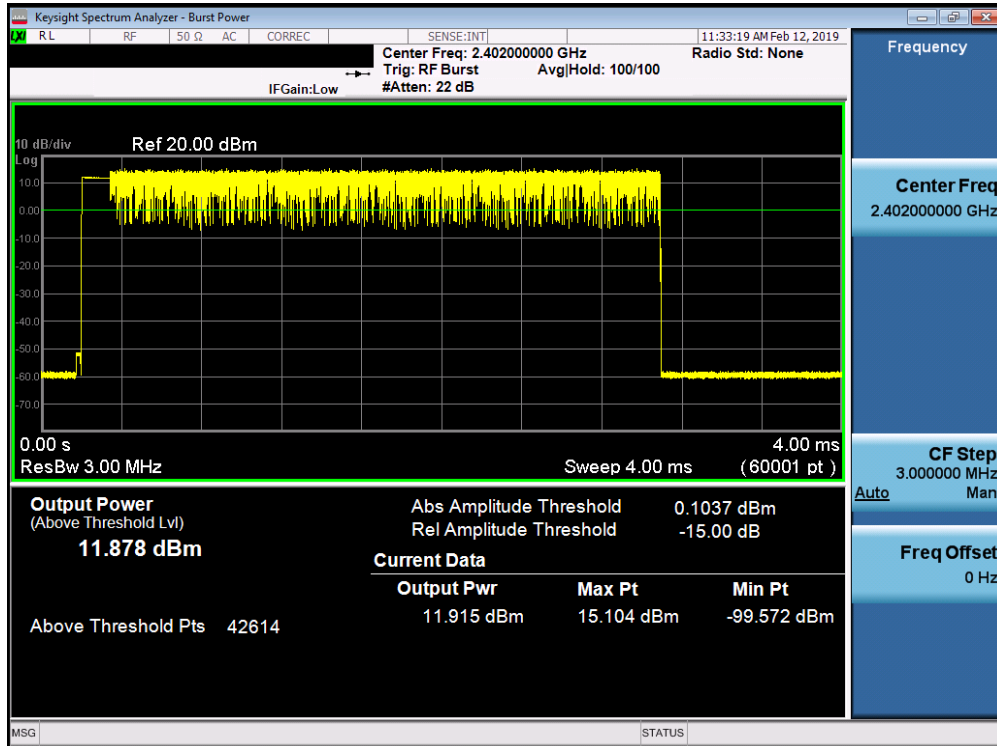 Keysight Spectrum Analyzer - Burst Power
LXI RL RF 50 Ω AC CORREC SENSE:INT 11:33:19 AM Feb 12, 2019
Center Freq: 2.402000000 GHz Radio Std: None
Trig: RF Burst Avg|Hold: 100/100
IFGain:Low #Atten: 22 dB
Frequency
10 dB/div Ref 20.00 dBm
Log
10.0
0.00
-10.0
-20.0
-30.0
-40.0
-50.0
-60.0
-70.0
0.00 s 4.00 ms
ResBw 3.00 MHz Sweep 4.00 ms (60001 pt)
Center Freq
2.402000000 GHz
CF Step
3.000000 MHz
Auto Man
Freq Offset
0 Hz
Output Power
(Above Threshold Lvl)
11.878 dBm
Above Threshold Pts 42614
Abs Amplitude Threshold 0.1037 dBm
Rel Amplitude Threshold -15.00 dB
Current Data
Output Pwr Max Pt Min Pt
11.915 dBm 15.104 dBm -99.572 dBm
MSG STATUS